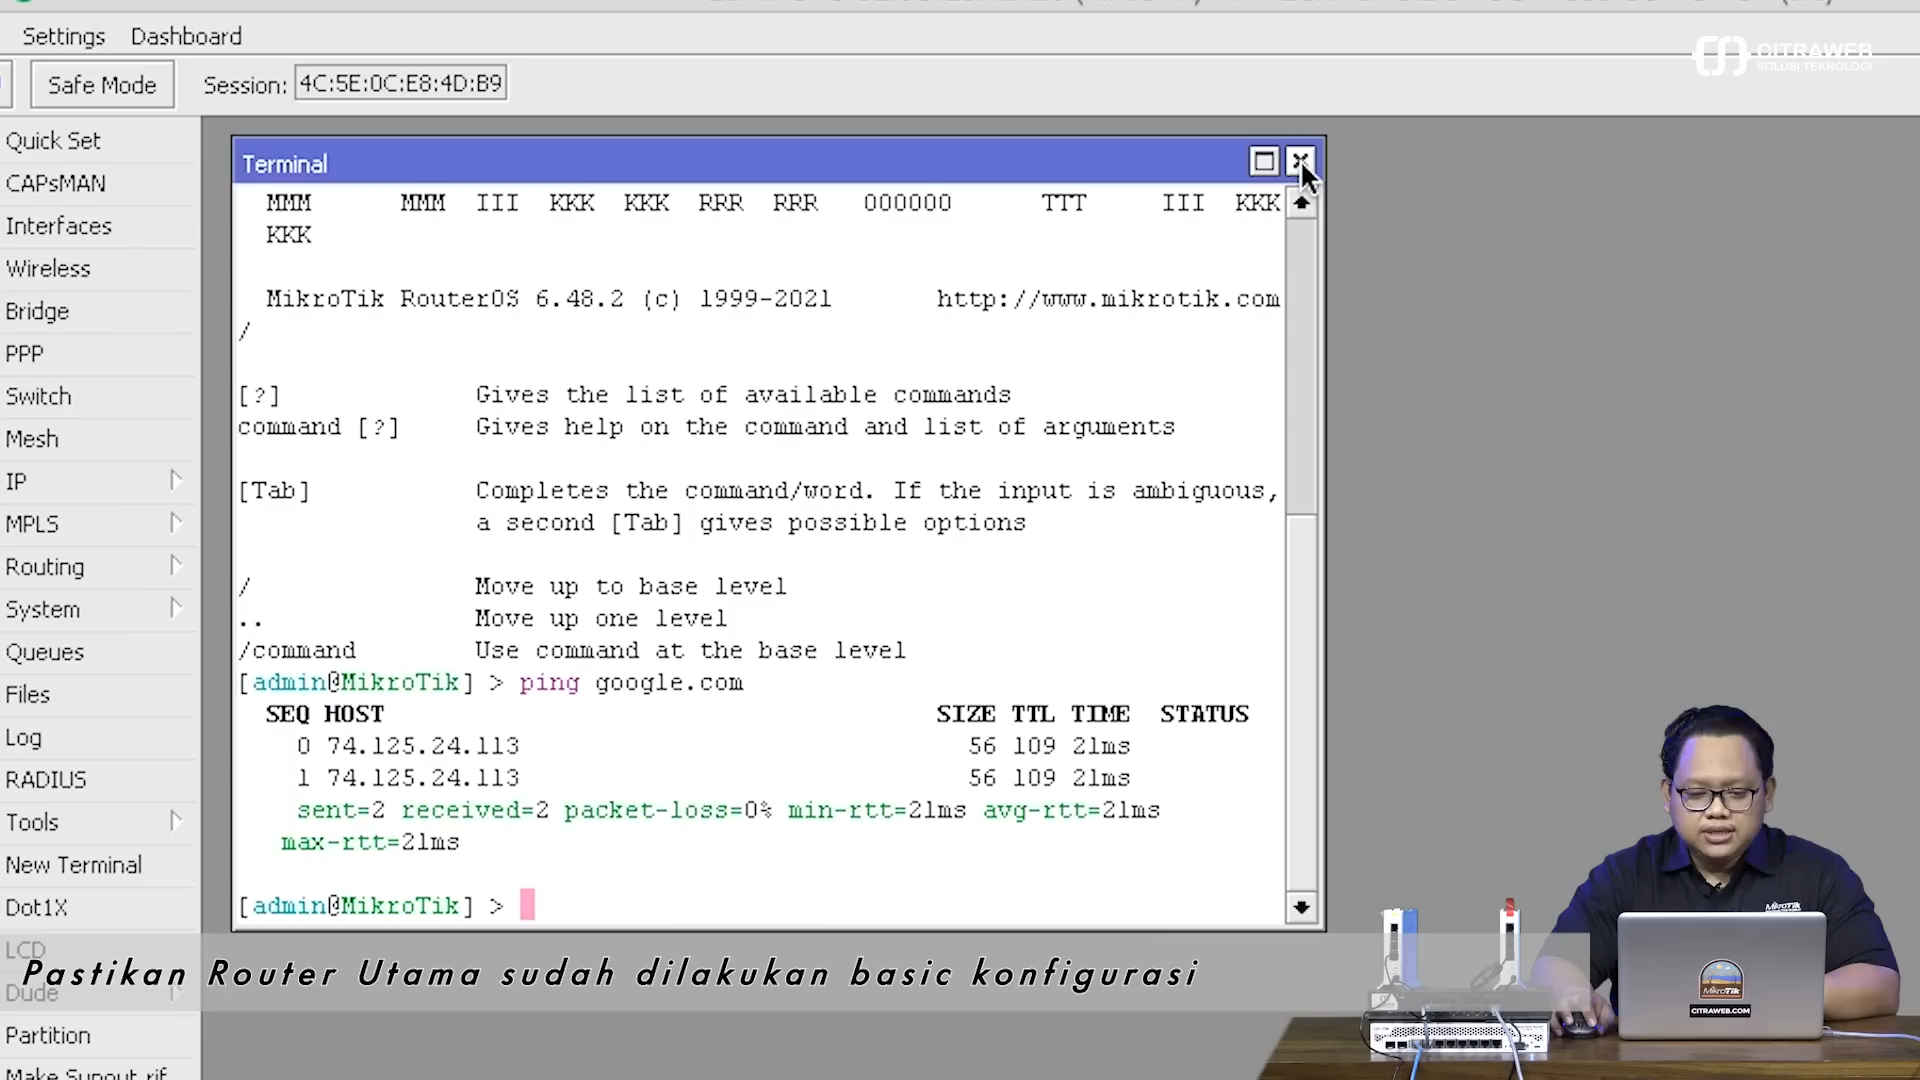 Settings Dashboard
CITRAWEB
SOLUSI TEKNOLOGI
Safe Mode Session: 4C:5E:0C:E8:4D:B9
Quick Set
CAPsMAN
Interfaces
Wireless
Bridge
PPP
Switch
Mesh
IP
MPLS
Routing
System
Queues
Files
Log
RADIUS
Tools
New Terminal
Dot1X
LCD
Dude
Partition
Make Supout.rif
Terminal
MMM MMM III KKK KKK RRR RRR 000000 TTT III KKK
KKK
MikroTik RouterOS 6.48.2 (c) 1999-2021 http://www.mikrotik.com
/
[?] Gives the list of available commands
command [?] Gives help on the command and list of arguments
[Tab] Completes the command/word. If the input is ambiguous,
a second [Tab] gives possible options
/ Move up to base level
.. Move up one level
/command Use command at the base level
[admin@MikroTik] > ping google.com
SEQ HOST SIZE TTL TIME STATUS
0 74.125.24.113 56 109 21ms
1 74.125.24.113 56 109 21ms
sent=2 received=2 packet-loss=0% min-rtt=21ms avg-rtt=21ms
max-rtt=21ms
[admin@MikroTik] >
Pastikan Router Utama sudah dilakukan basic konfigurasi
MikroTik
MikroTik
CITRAWEB.COM